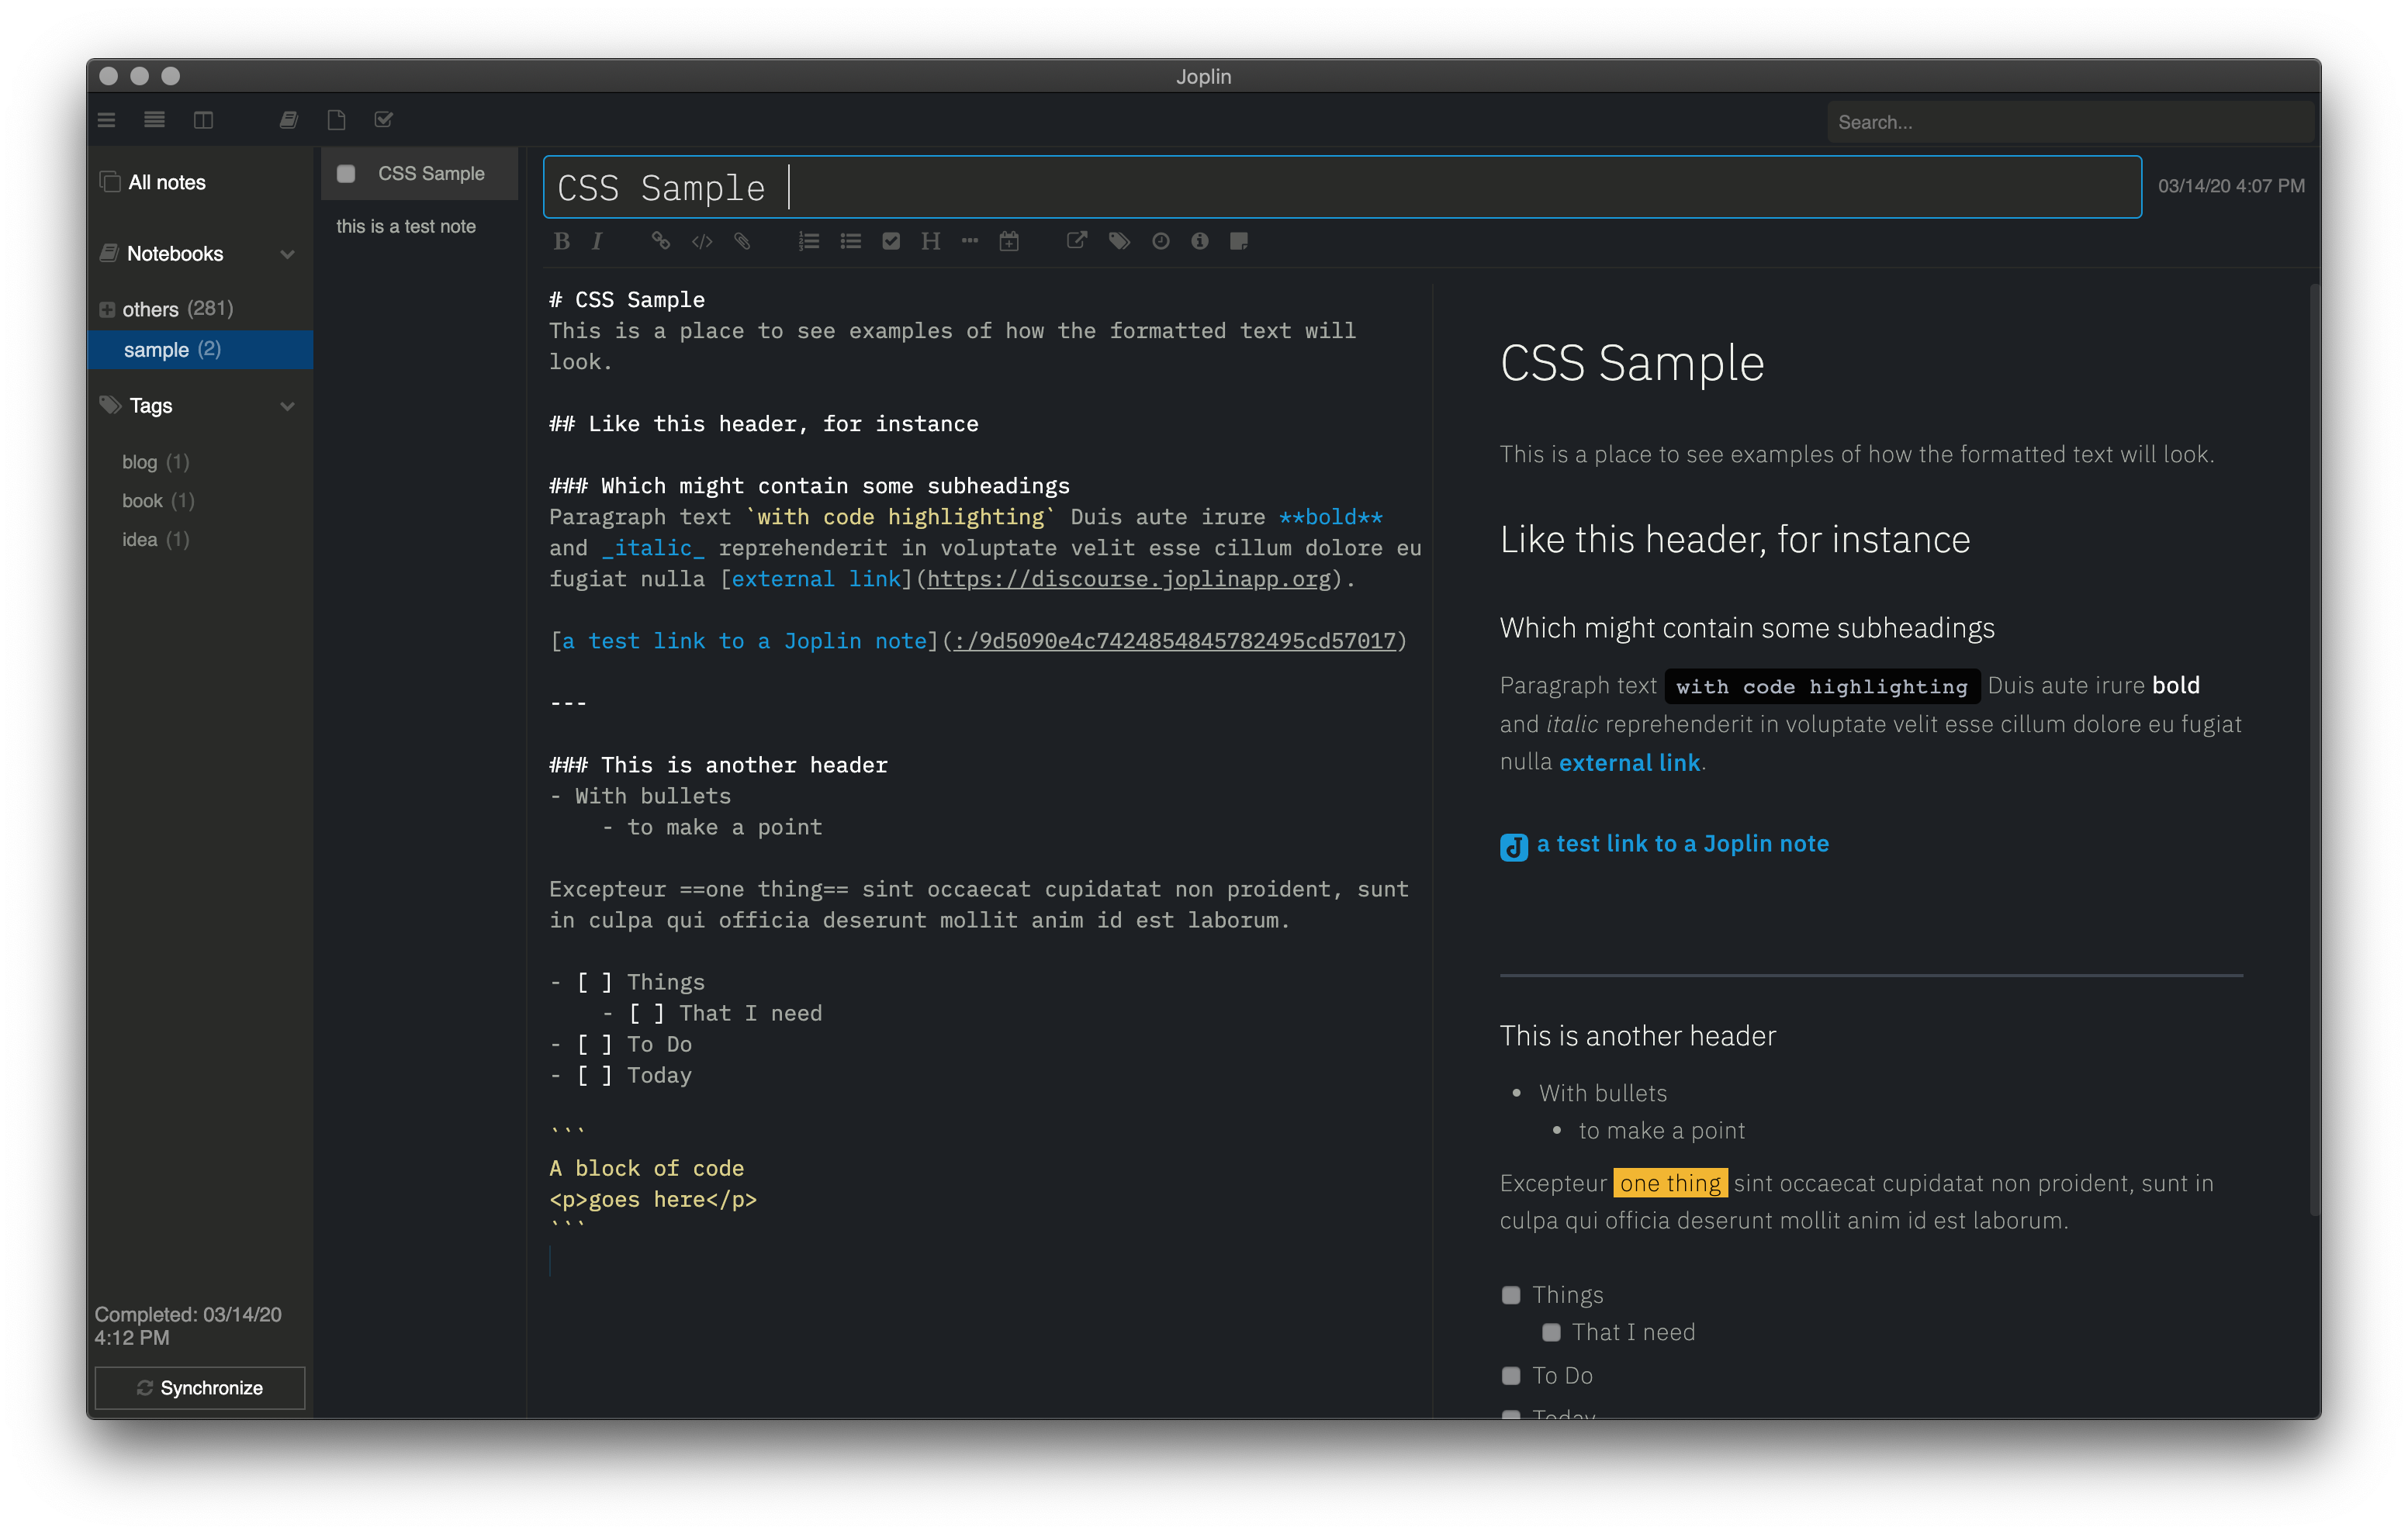 Joplin
Search...
All notes
Notebooks
others (281)
sample (2)
Tags
blog (1)
book (1)
idea (1)
Completed: 03/14/20
4:12 PM
Synchronize
CSS Sample
this is a test note
CSS Sample
03/14/20 4:07 PM
B I H
# CSS Sample
This is a place to see examples of how the formatted text will
look.
## Like this header, for instance
### Which might contain some subheadings
Paragraph text `with code highlighting` Duis aute irure **bold**
and _italic_ reprehenderit in voluptate velit esse cillum dolore eu
fugiat nulla [external link](https://discourse.joplinapp.org).
[a test link to a Joplin note](:/9d5090e4c7424854845782495cd57017)
---
### This is another header
- With bullets
- to make a point
Excepteur ==one thing== sint occaecat cupidatat non proident, sunt
in culpa qui officia deserunt mollit anim id est laborum.
- [ ] Things
- [ ] That I need
- [ ] To Do
- [ ] Today
```
A block of code
<p>goes here</p>
```
CSS Sample
This is a place to see examples of how the formatted text will look.
Like this header, for instance
Which might contain some subheadings
Paragraph text with code highlighting Duis aute irure bold
and italic reprehenderit in voluptate velit esse cillum dolore eu fugiat
nulla external link.
a test link to a Joplin note
This is another header
• With bullets
• to make a point
Excepteur one thing sint occaecat cupidatat non proident, sunt in
culpa qui officia deserunt mollit anim id est laborum.
Things
That I need
To Do
Today